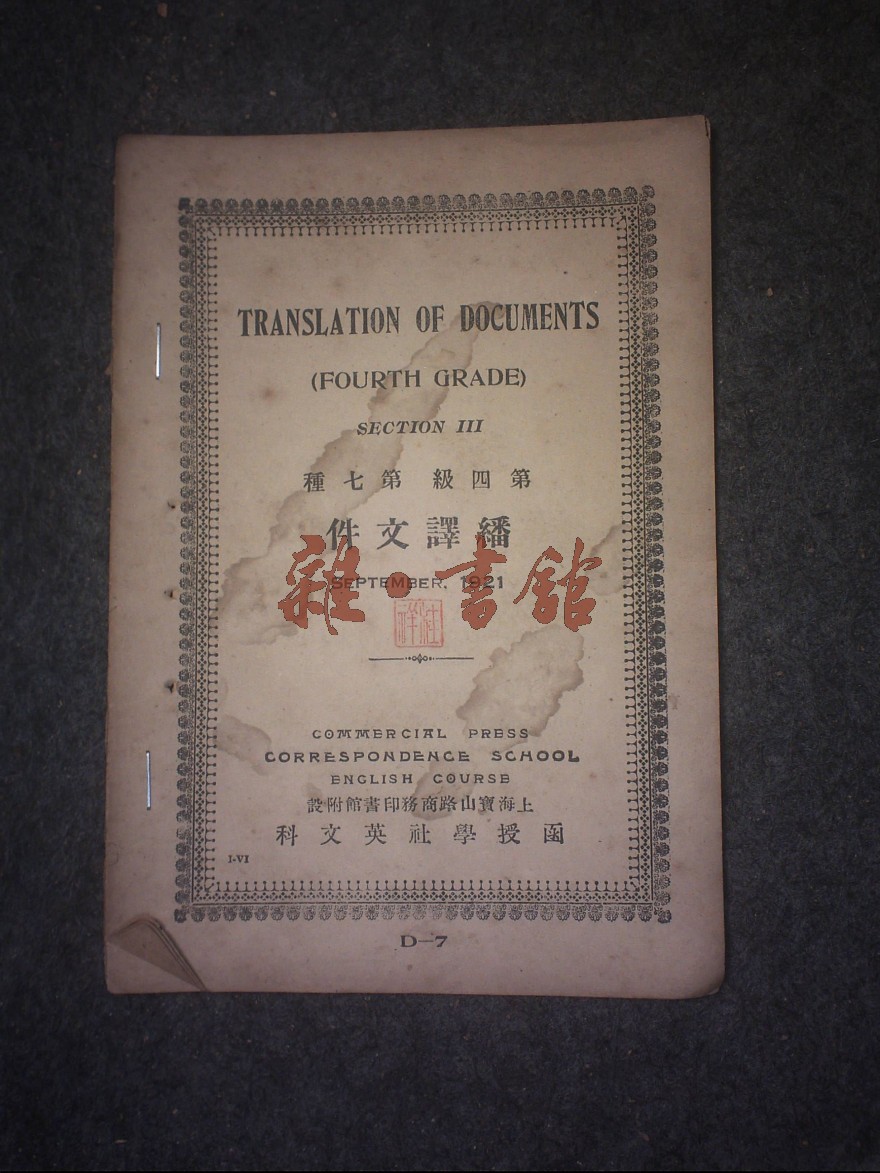 TRANSLATION OF DOCUMENTS
(FOURTH GRADE)
SECTION III
第四級 第七種
繙譯文件
SEPTEMBER, 1921
雜·書館
COMMERCIAL PRESS
CORRESPONDENCE SCHOOL
ENGLISH COURSE
上海寶山路商務印書館附設
函授學社英文科
I-VI
D—7